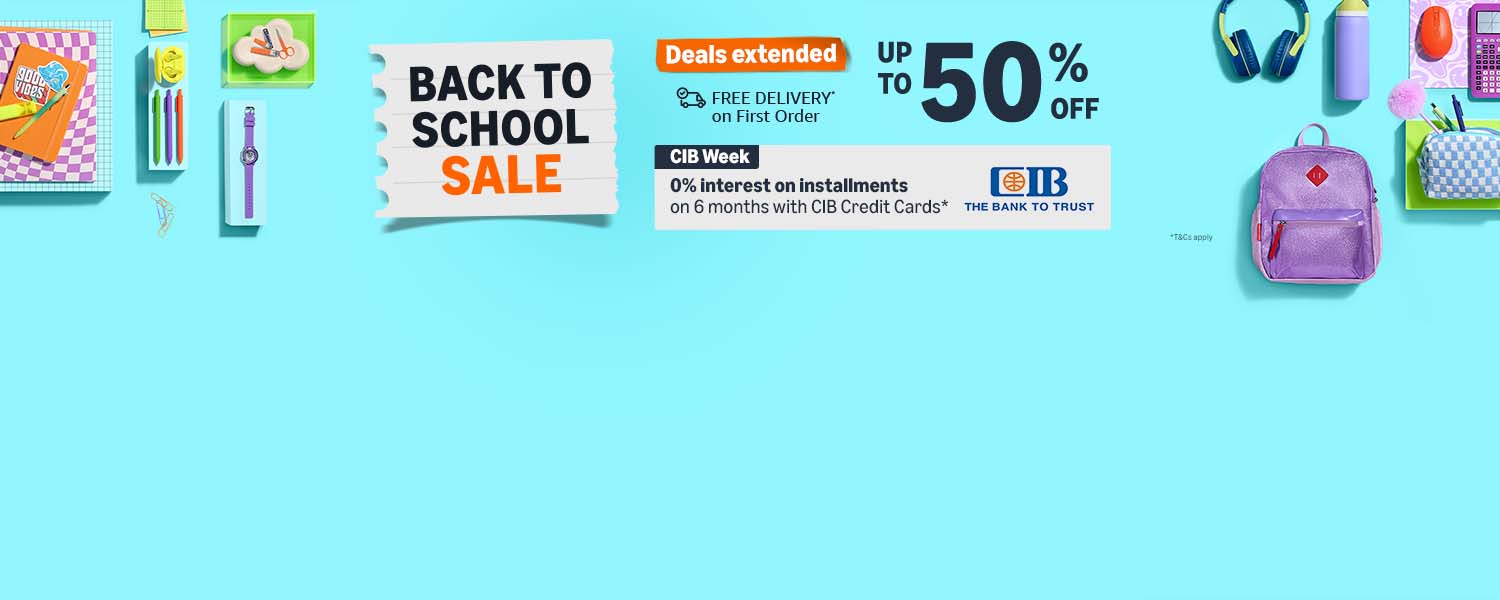 good
vibes
BACK TO
SCHOOL
SALE
Deals extended
FREE DELIVERY*
on First Order
UP
TO
50%
OFF
CIB Week
0% interest on installments
on 6 months with CIB Credit Cards*
CIB
THE BANK TO TRUST
*T&Cs apply